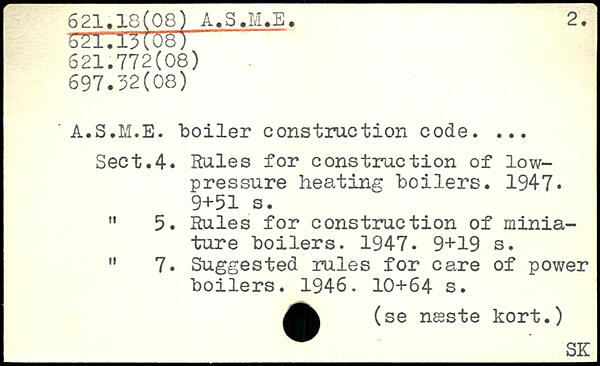 621.18(08) A.S.M.E. 2.
621.13(08)
621.772(08)
697.32(08)
A.S.M.E. boiler construction code. ...
Sect.4. Rules for construction of low-
pressure heating boilers. 1947.
9+51 s.
" 5. Rules for construction of minia-
ture boilers. 1947. 9+19 s.
" 7. Suggested rules for care of power
boilers. 1946. 10+64 s.
(se næste kort.)
SK